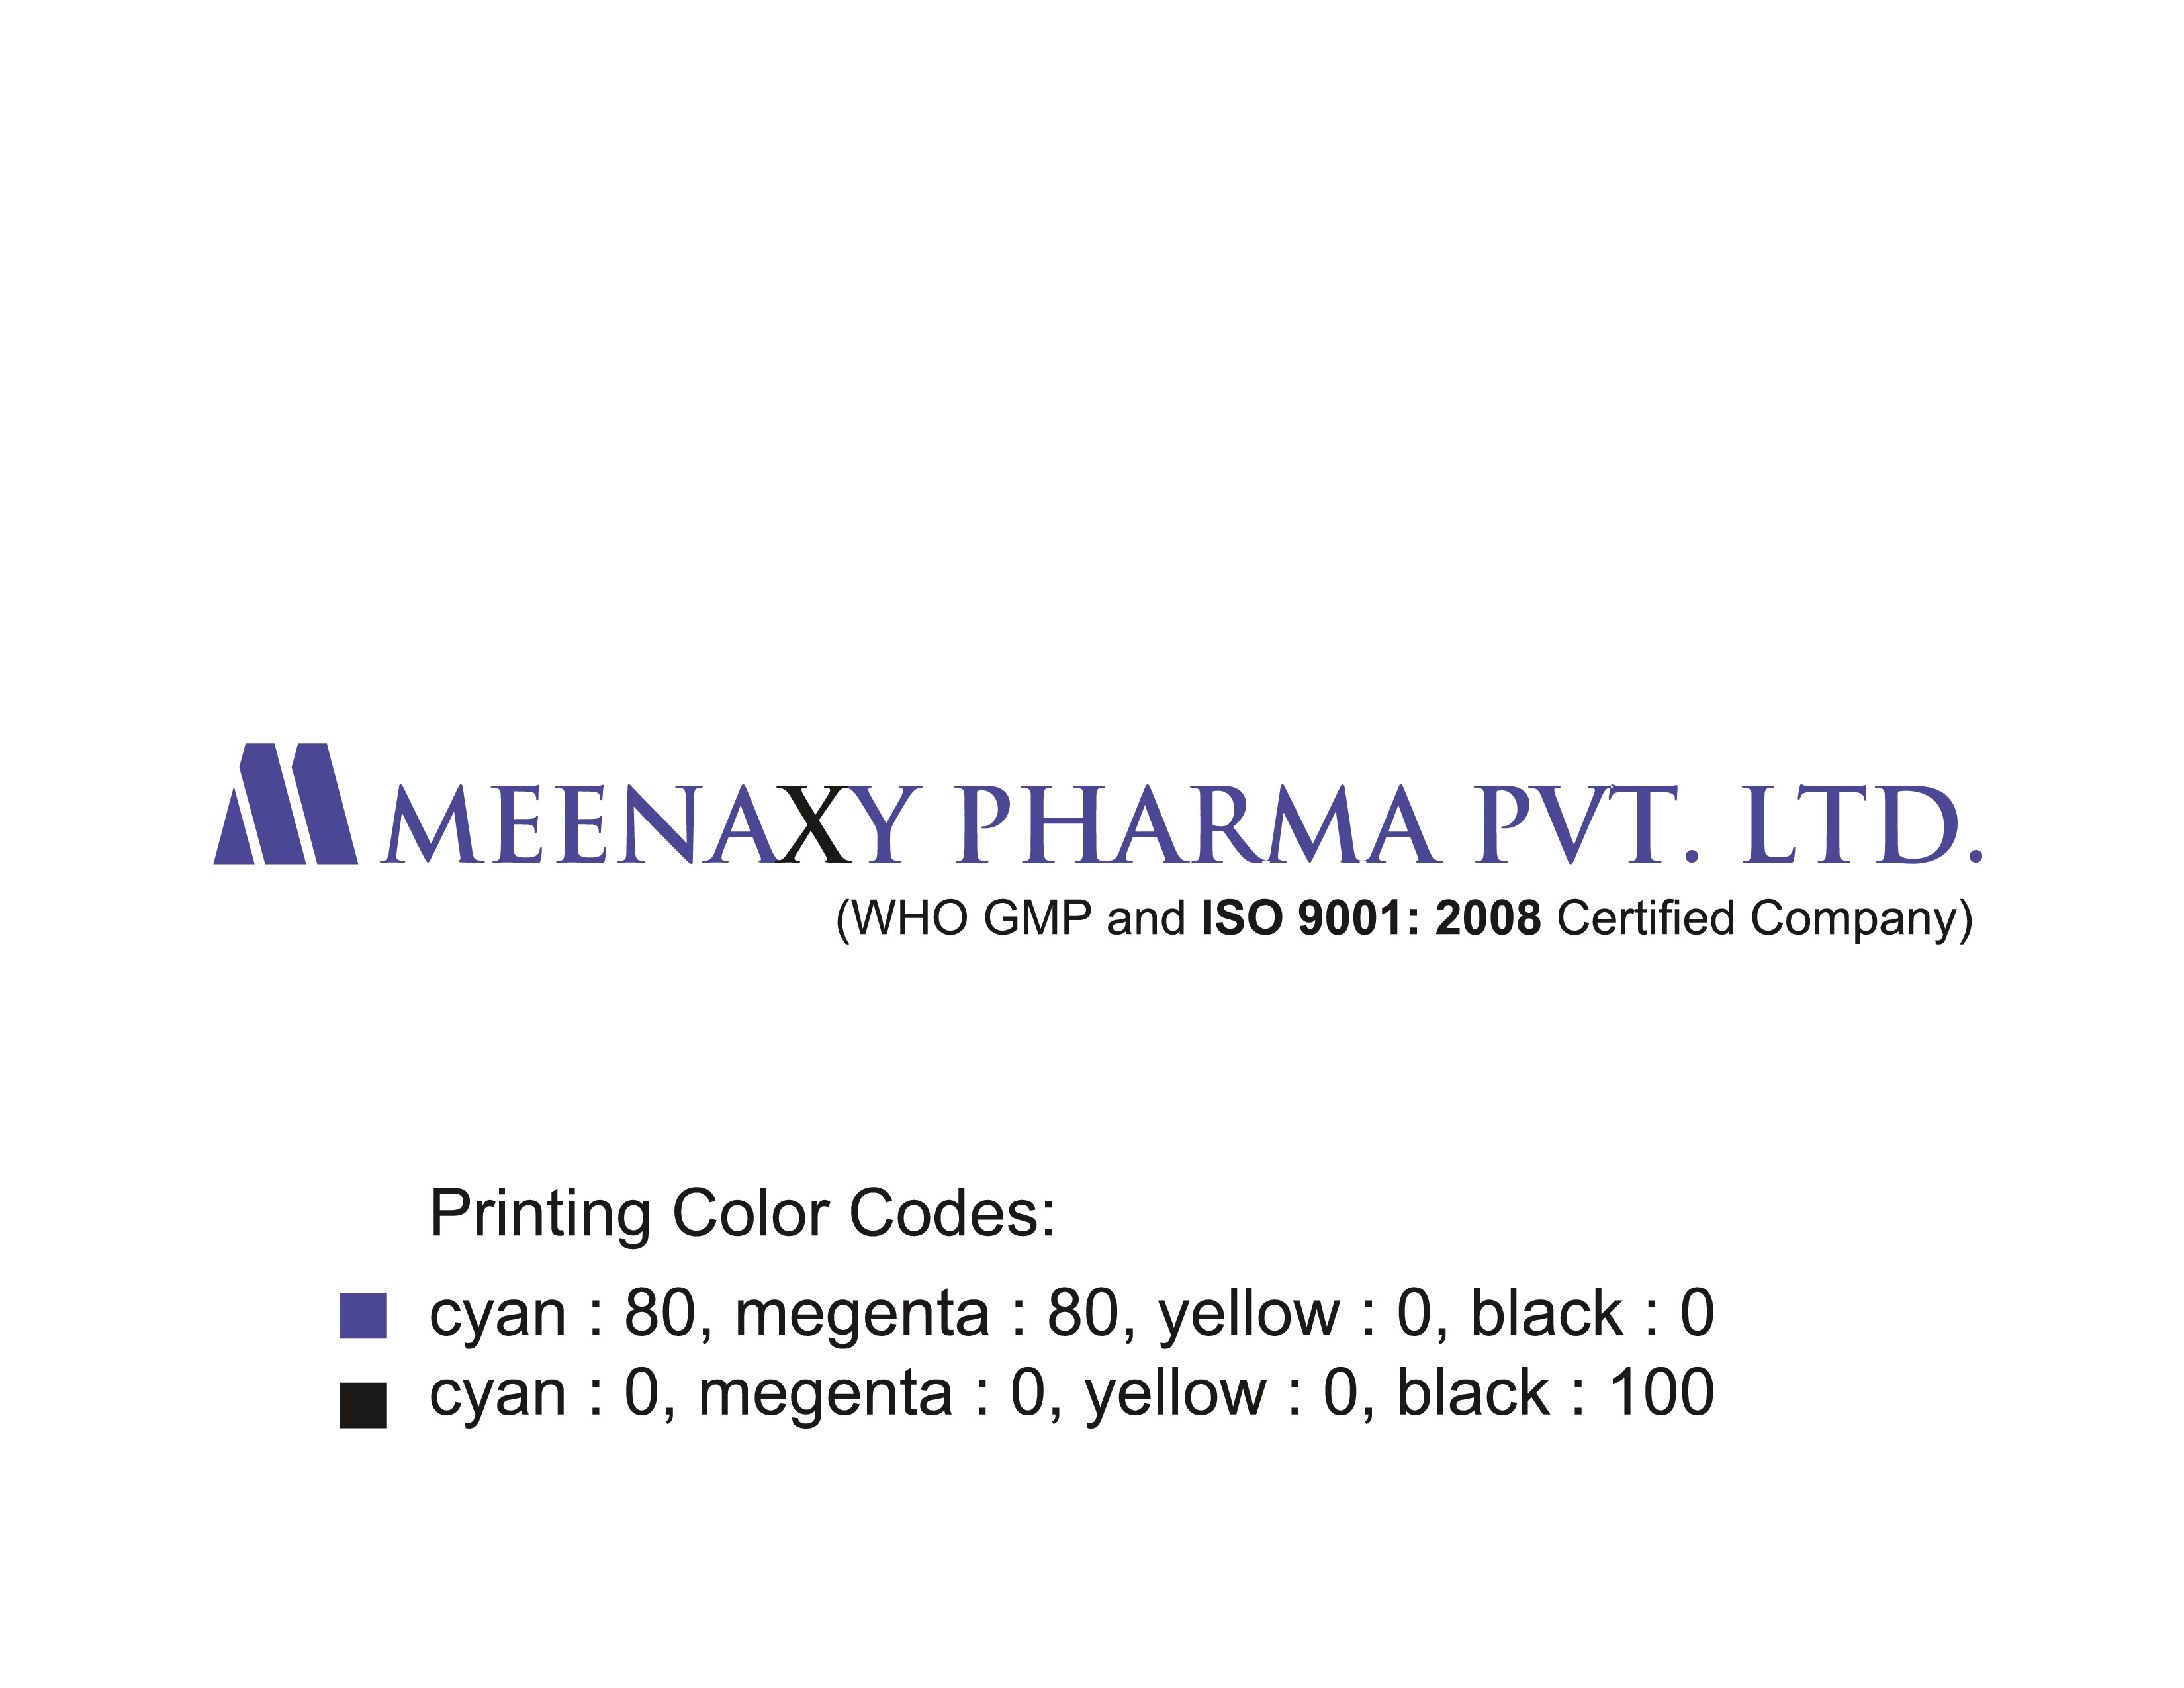 MEENAXY PHARMA PVT. LTD.
(WHO GMP and ISO 9001: 2008 Certified Company)
Printing Color Codes:
cyan : 80, megenta : 80, yellow : 0, black : 0
cyan : 0, megenta : 0, yellow : 0, black : 100